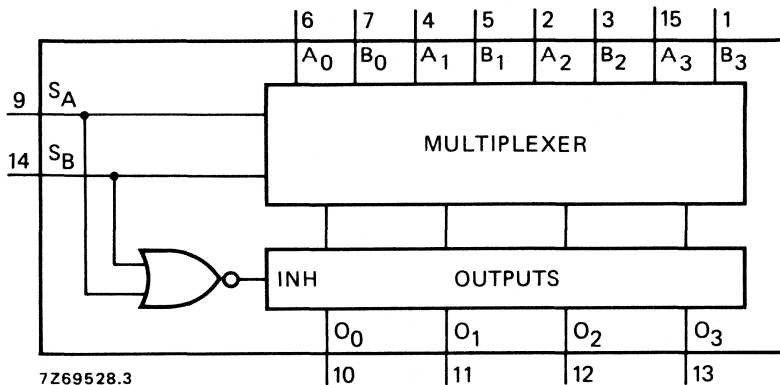 6 7 4 5 2 3 15 1
A0 B0 A1 B1 A2 B2 A3 B3
9 SA
MULTIPLEXER
14 SB
INH OUTPUTS
O0 O1 O2 O3
7Z69528.3 10 11 12 13